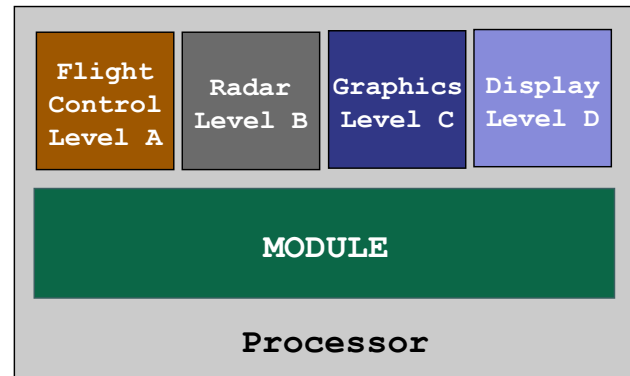 Flight
Control
Level A
Radar
Level B
Graphics
Level C
Display
Level D
MODULE
Processor